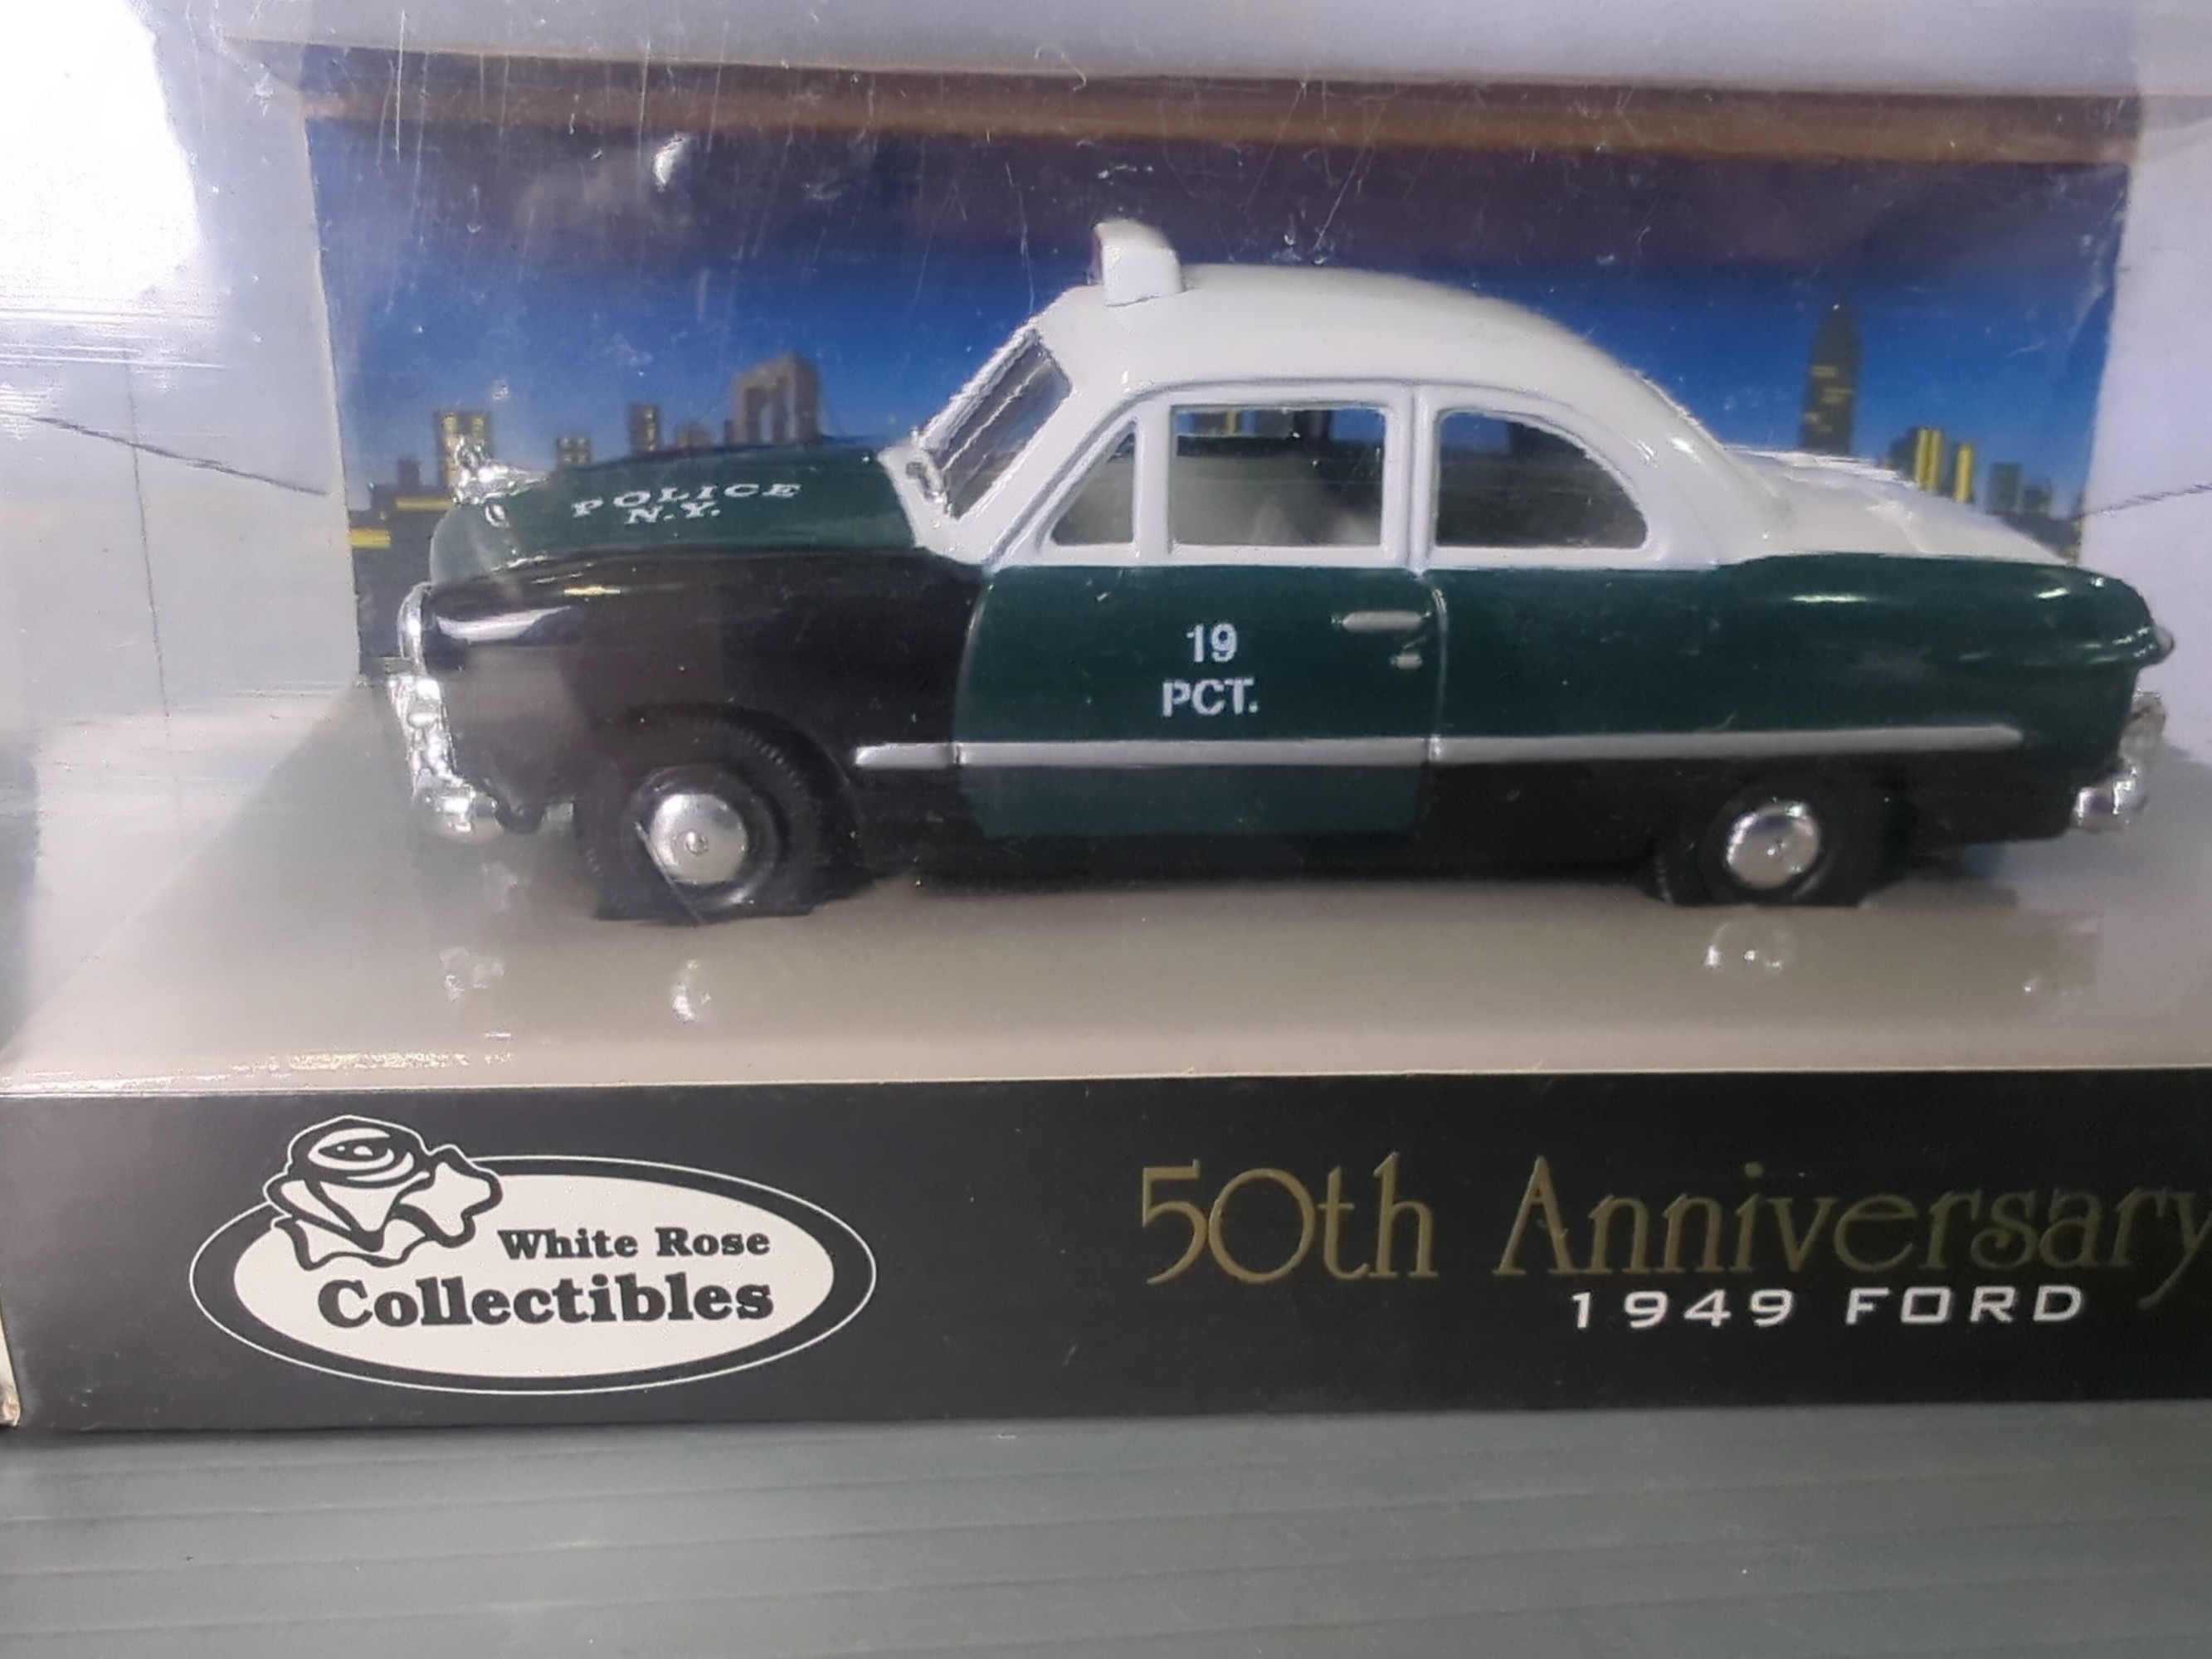 POLICE
N.Y.
19
PCT.
White Rose
Collectibles
50th Anniversary
1949 FORD